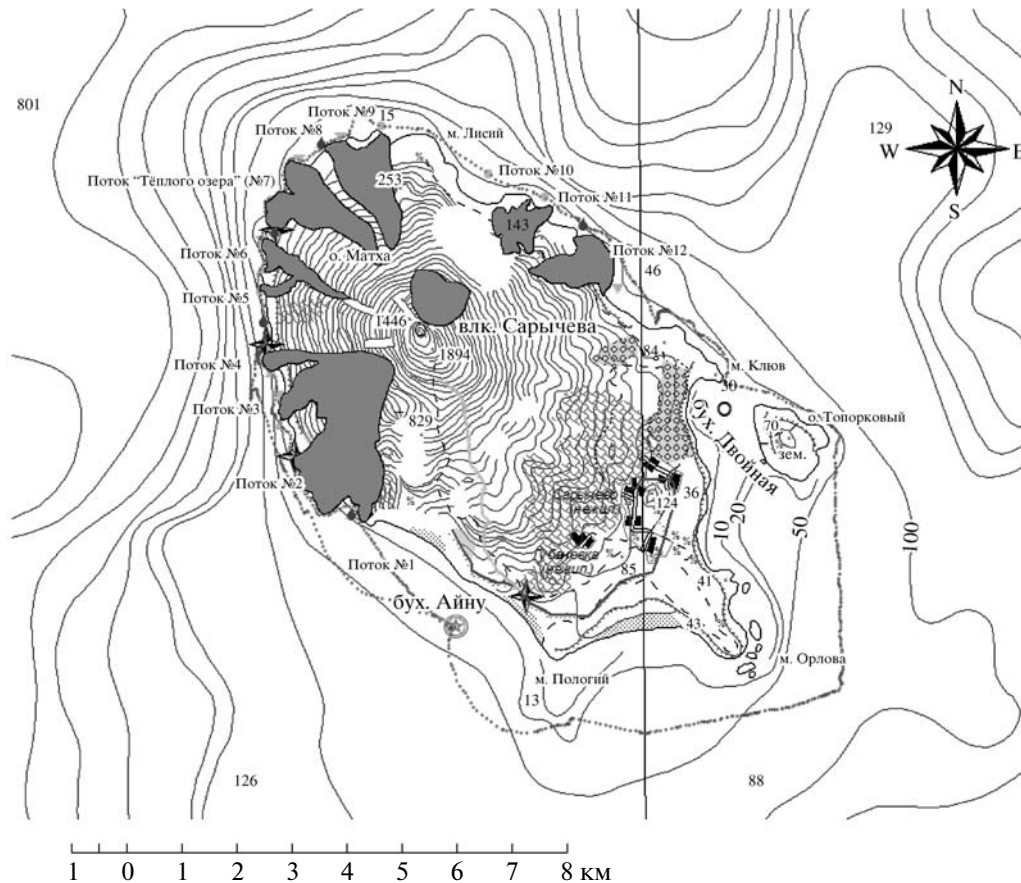 N
801
Поток №9
15
129
Поток №8
м. Лисий
W
E
Поток "Тёплого озера" (№7)
253
Поток №10
S
Поток №11
143
о. Матха
Поток №6
Поток №12
46
Поток №5
1446
влк. Сарычева
1894
84
м. Клюв
Поток №4
30
Поток №3
о. Топорковый
829
бух. Двойная
70
зем.
Поток №2
36
124
(нежил)
10
20
50
100
(нежил)
85
Поток №1
41
бух. Айну
43
м. Орлова
м. Пологий
13
126
88
1 0 1 2 3 4 5 6 7 8 км